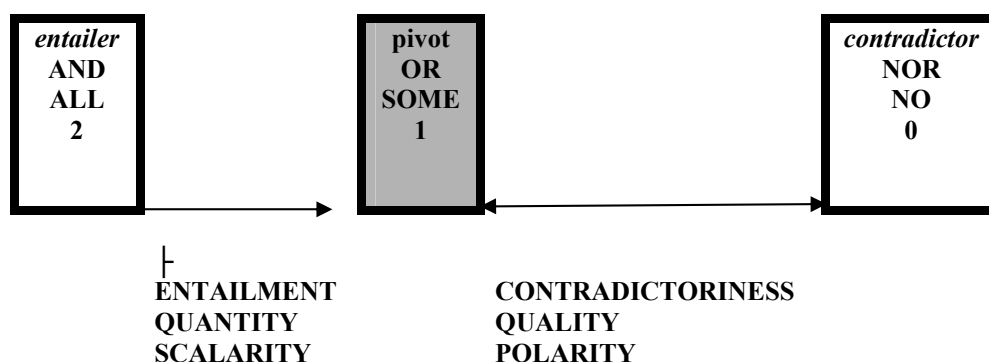 entailer
AND
ALL
2
pivot
OR
SOME
1
contradictor
NOR
NO
0
├
ENTAILMENT
QUANTITY
SCALARITY
CONTRADICTORINESS
QUALITY
POLARITY